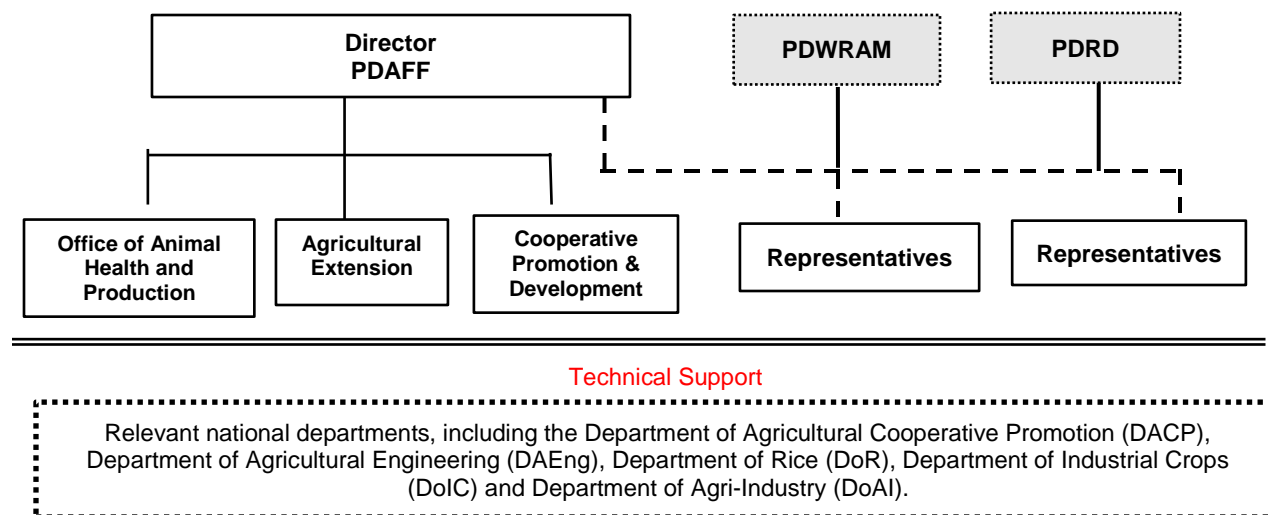 Director
PDAFF
PDWRAM
PDRD
Office of Animal
Health and
Production
Agricultural
Extension
Cooperative
Promotion &
Development
Representatives
Representatives
Technical Support
Relevant national departments, including the Department of Agricultural Cooperative Promotion (DACP),
Department of Agricultural Engineering (DAEng), Department of Rice (DoR), Department of Industrial Crops
(DoIC) and Department of Agri-Industry (DoAI).